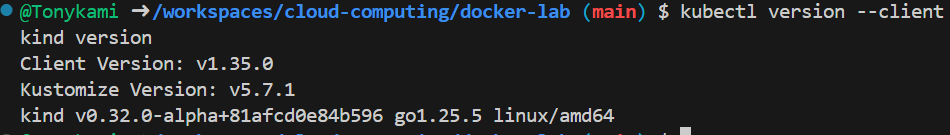 @Tonykami ➜/workspaces/cloud-computing/docker-lab (main) $ kubectl version --client
kind version
Client Version: v1.35.0
Kustomize Version: v5.7.1
kind v0.32.0-alpha+81afcd0e84b596 go1.25.5 linux/amd64